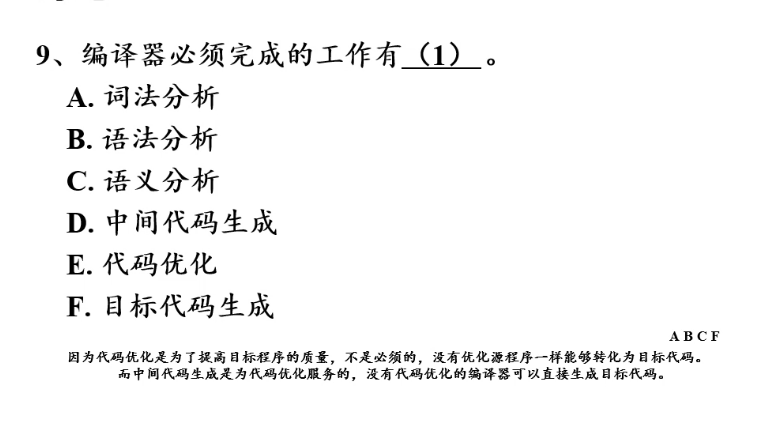 9、编译器必须完成的工作有（1）。
A. 词法分析
B. 语法分析
C. 语义分析
D. 中间代码生成
E. 代码优化
F. 目标代码生成
A B C F
因为代码优化是为了提高目标程序的质量，不是必须的，没有优化源程序一样能够转化为目标代码。
而中间代码生成是为代码优化服务的，没有代码优化的编译器可以直接生成目标代码。